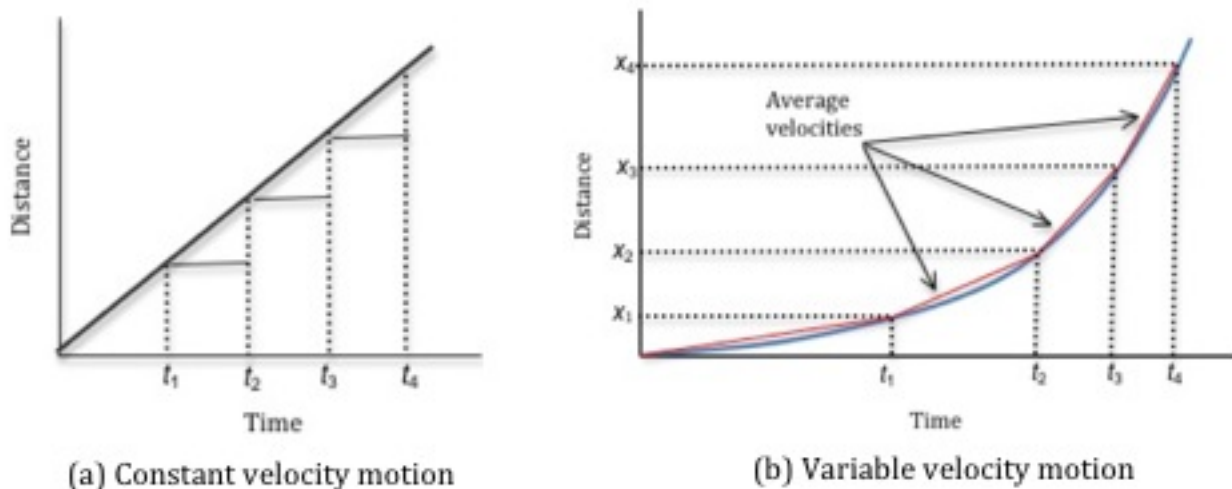 Distance
t₁
t₂
t₃
t₄
Time
(a) Constant velocity motion
x₄
Average
velocities
x₃
Distance
x₂
x₁
t₁
t₂
t₃
t₄
Time
(b) Variable velocity motion